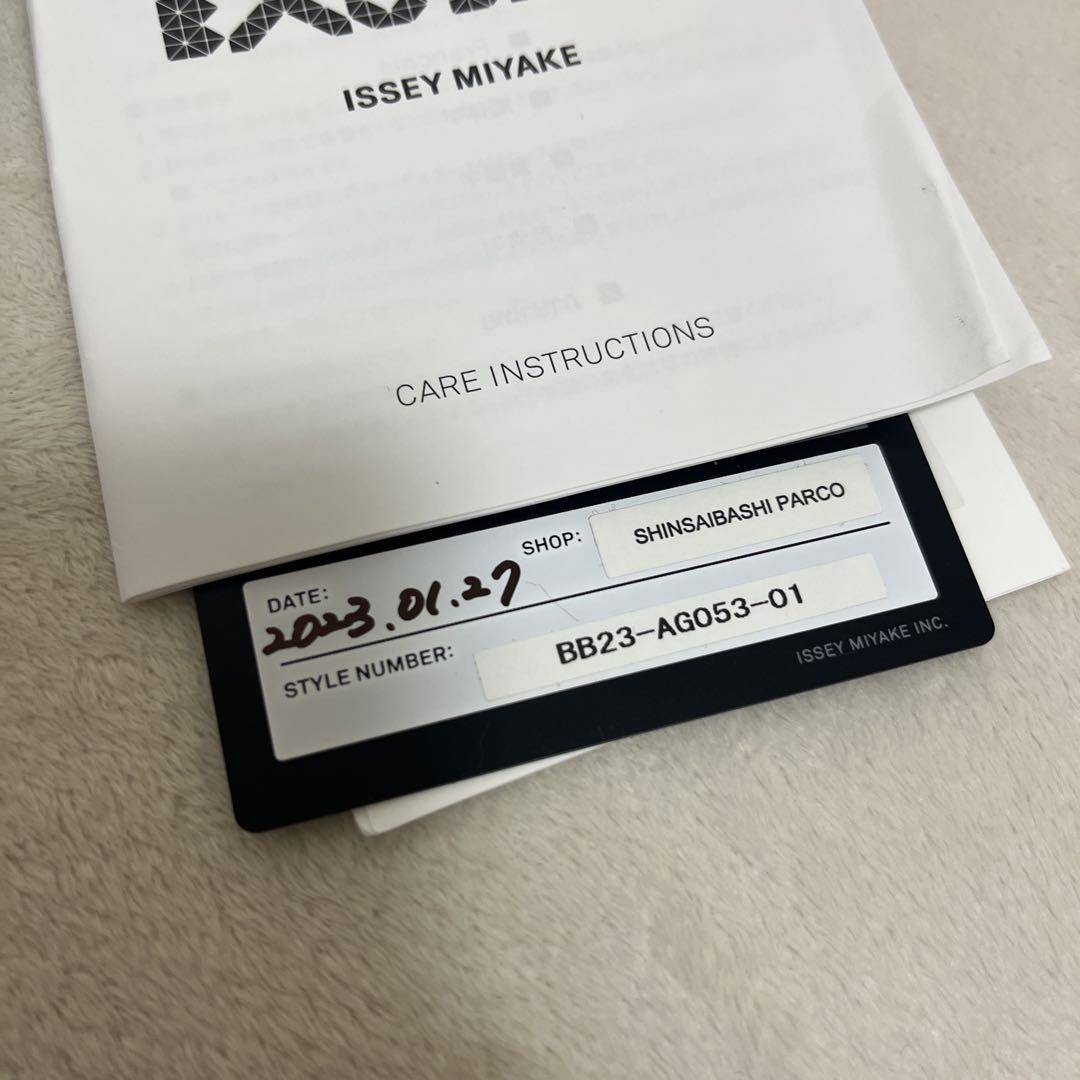 ISSEY MIYAKE
CARE INSTRUCTIONS
DATE: 2023.01.27 SHOP: SHINSAIBASHI PARCO
STYLE NUMBER: BB23-AG053-01
ISSEY MIYAKE INC.